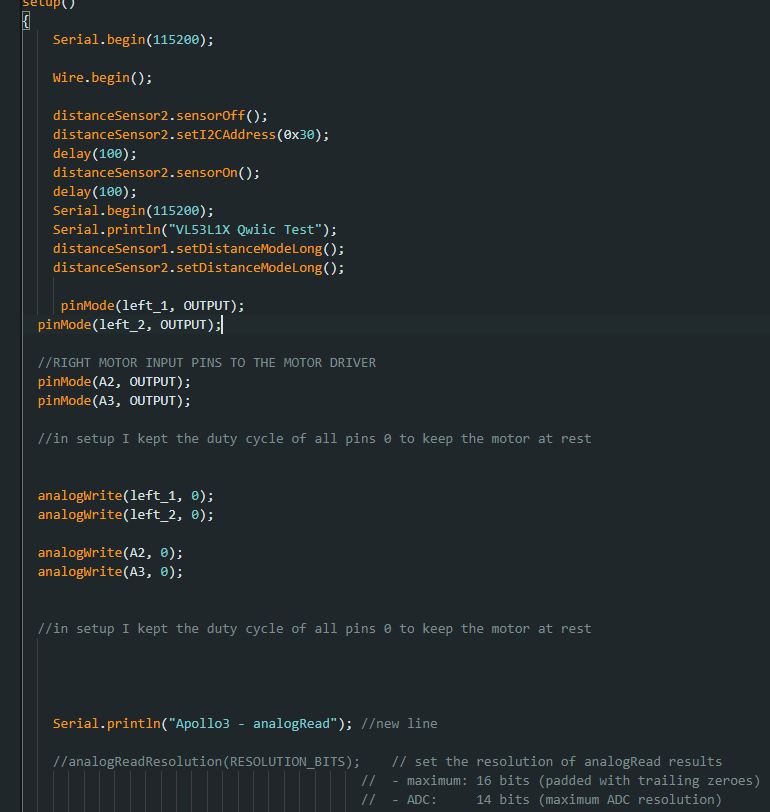 setup()
{
Serial.begin(115200);
Wire.begin();
distanceSensor2.sensorOff();
distanceSensor2.setI2CAddress(0x30);
delay(100);
distanceSensor2.sensorOn();
delay(100);
Serial.begin(115200);
Serial.println("VL53L1X Qwiic Test");
distanceSensor1.setDistanceModeLong();
distanceSensor2.setDistanceModeLong();
pinMode(left_1, OUTPUT);
pinMode(left_2, OUTPUT);
//RIGHT MOTOR INPUT PINS TO THE MOTOR DRIVER
pinMode(A2, OUTPUT);
pinMode(A3, OUTPUT);
//in setup I kept the duty cycle of all pins 0 to keep the motor at rest
analogWrite(left_1, 0);
analogWrite(left_2, 0);
analogWrite(A2, 0);
analogWrite(A3, 0);
//in setup I kept the duty cycle of all pins 0 to keep the motor at rest
Serial.println("Apollo3 - analogRead"); //new line
//analogReadResolution(RESOLUTION_BITS);    // set the resolution of analogRead results
//  - maximum: 16 bits (padded with trailing zeroes)
//  - ADC:     14 bits (maximum ADC resolution)